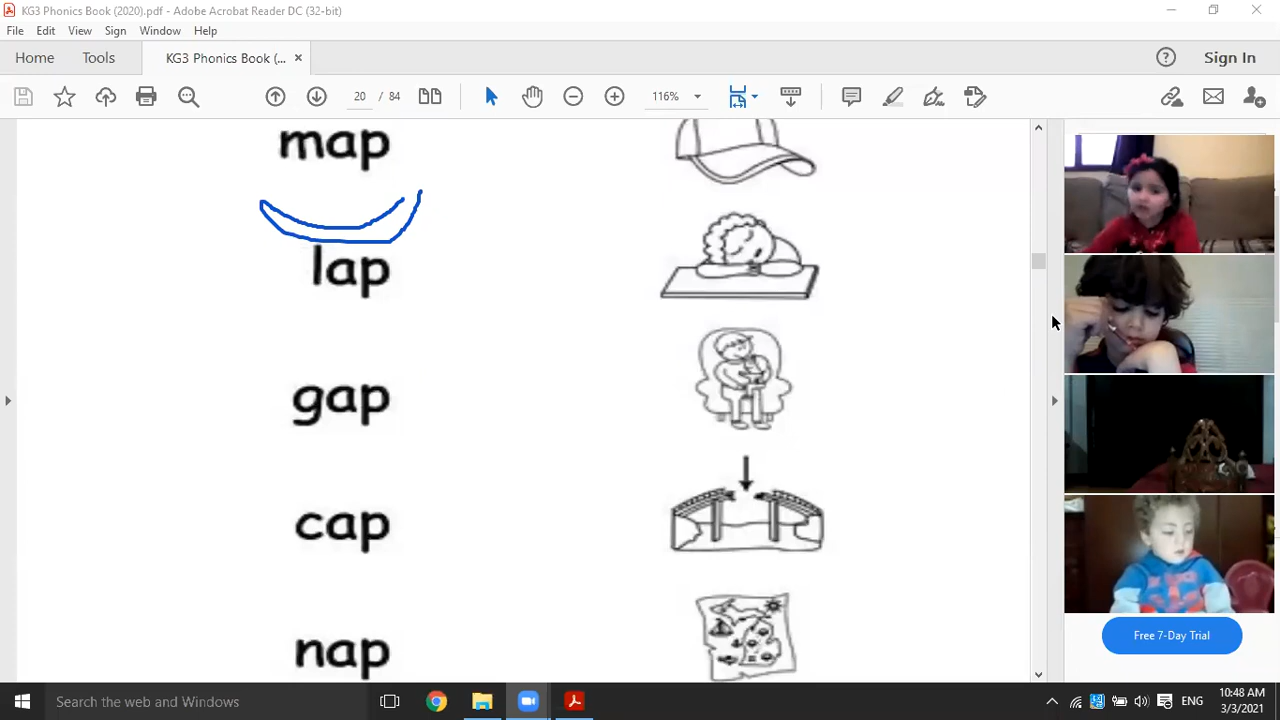 KG3 Phonics Book (2020).pdf - Adobe Acrobat Reader DC (32-bit)
File Edit View Sign Window Help
Home Tools KG3 Phonics Book (... × Sign In
20 / 84 116%
map
lap
gap
cap
nap
Free 7-Day Trial
Search the web and Windows
ENG
10:48 AM
3/3/2021